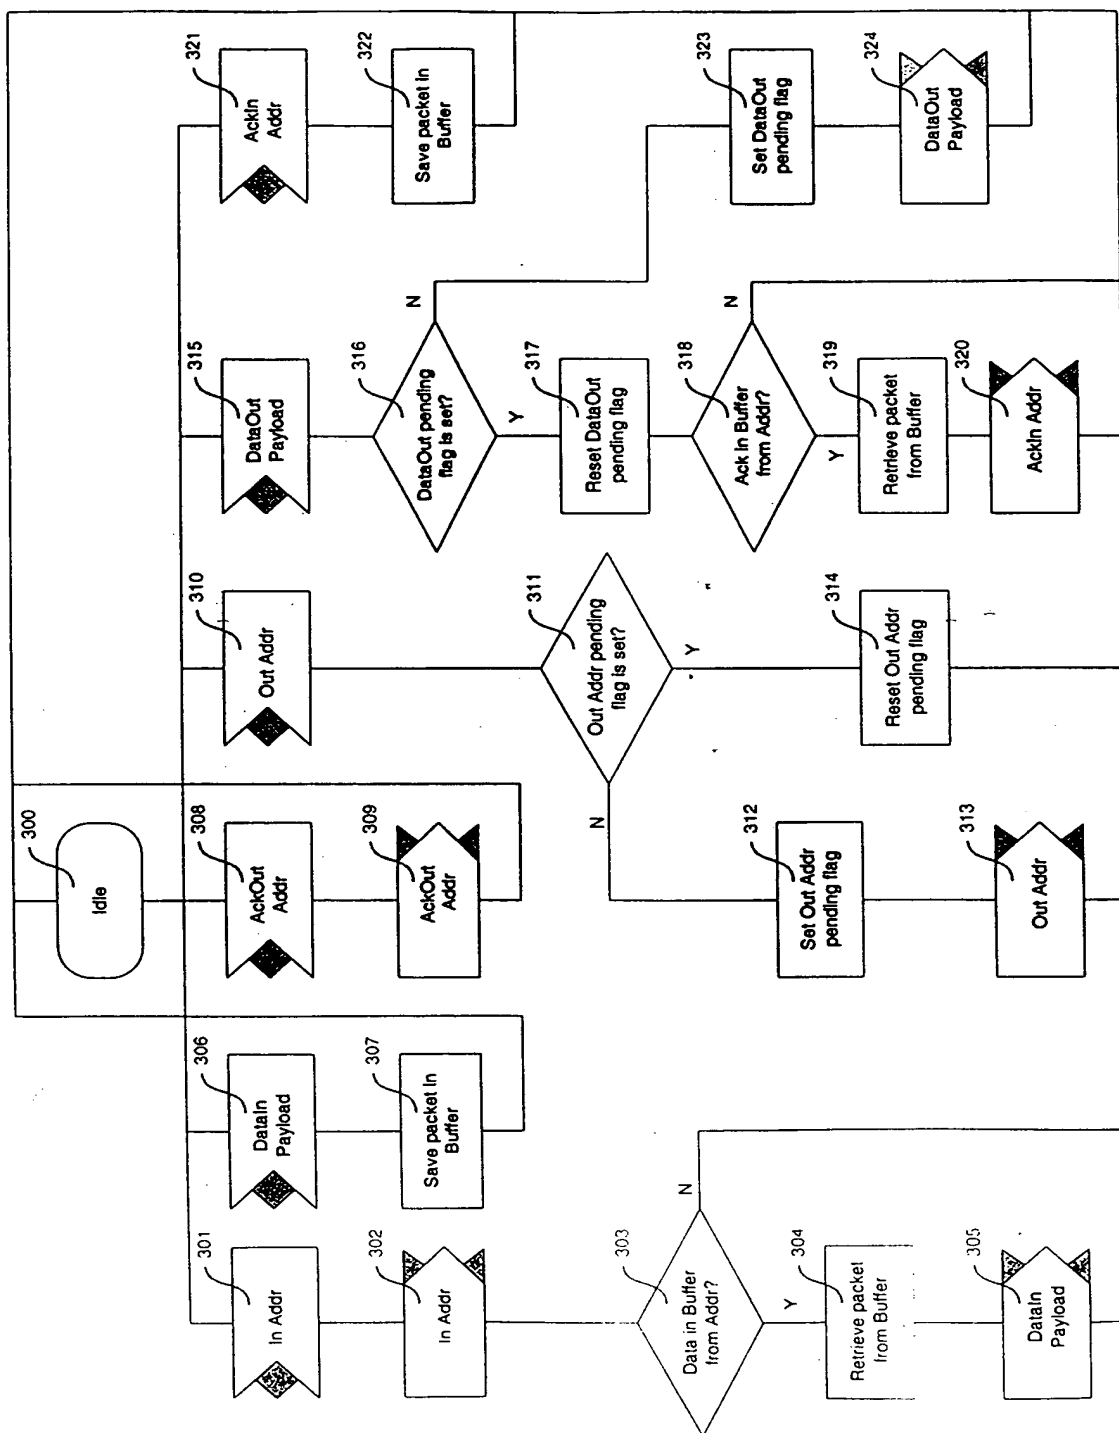 300
Idle
301
In Addr
302
In Addr
303
Data in Buffer
from Addr?
N
Y
304
Retrieve packet
from Buffer
305
DataIn
Payload
306
DataIn
Payload
307
Save packet In
Buffer
308
AckOut
Addr
309
AckOut
Addr
310
Out Addr
311
Out Addr pending
flag is set?
N
Y
312
Set Out Addr
pending flag
313
Out Addr
314
Reset Out Addr
pending flag
315
DataOut
Payload
316
DataOut pending
flag is set?
N
Y
317
Reset DataOut
pending flag
318
Ack In Buffer
from Addr?
N
Y
319
Retrieve packet
from Buffer
320
AckIn Addr
321
AckIn
Addr
322
Save packet In
Buffer
323
Set DataOut
pending flag
324
DataOut
Payload